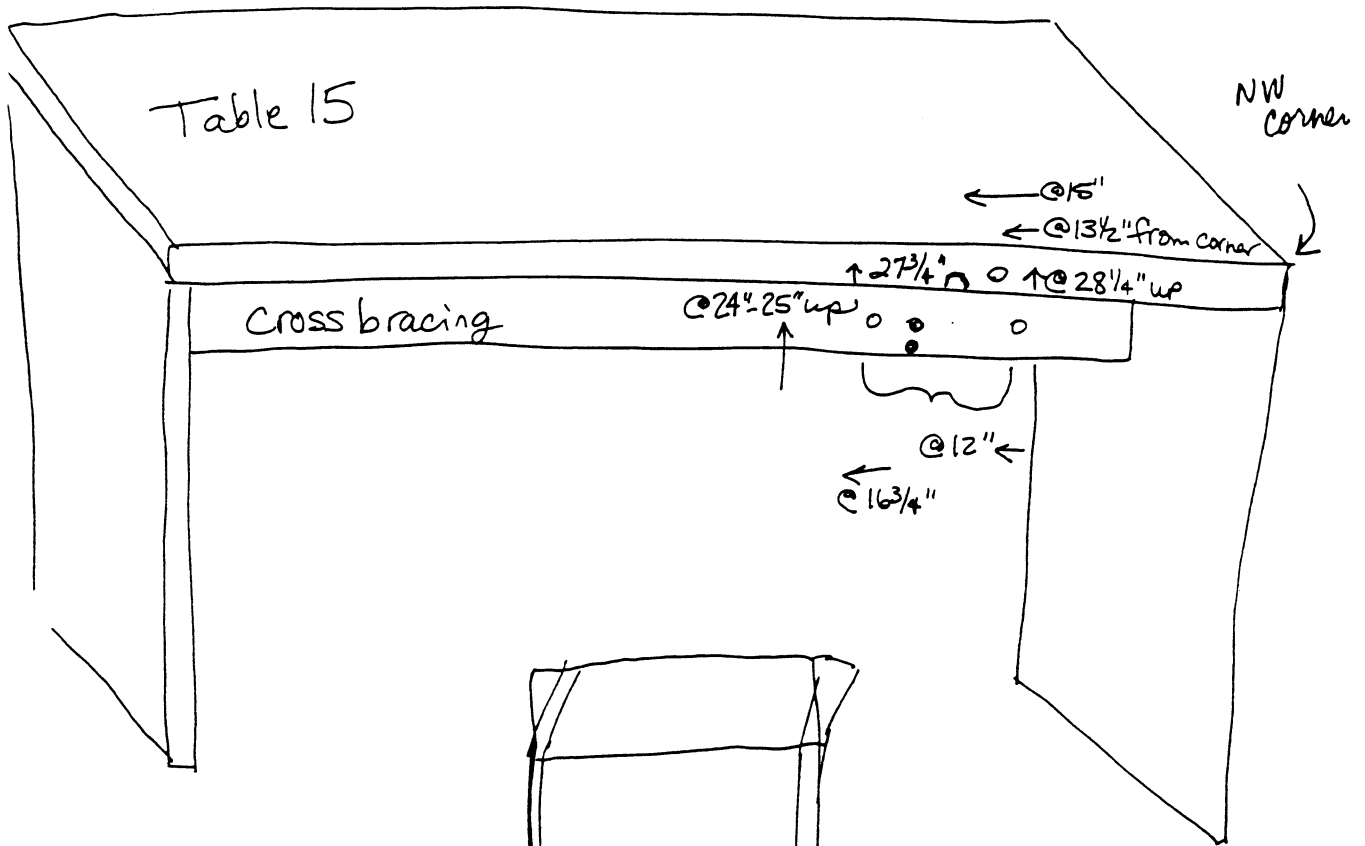 Table 15
NW
corner
@15"
@13½" from corner
27¾"
@28¼" up
@24"-25" up
Cross bracing
@12"
@16¾"